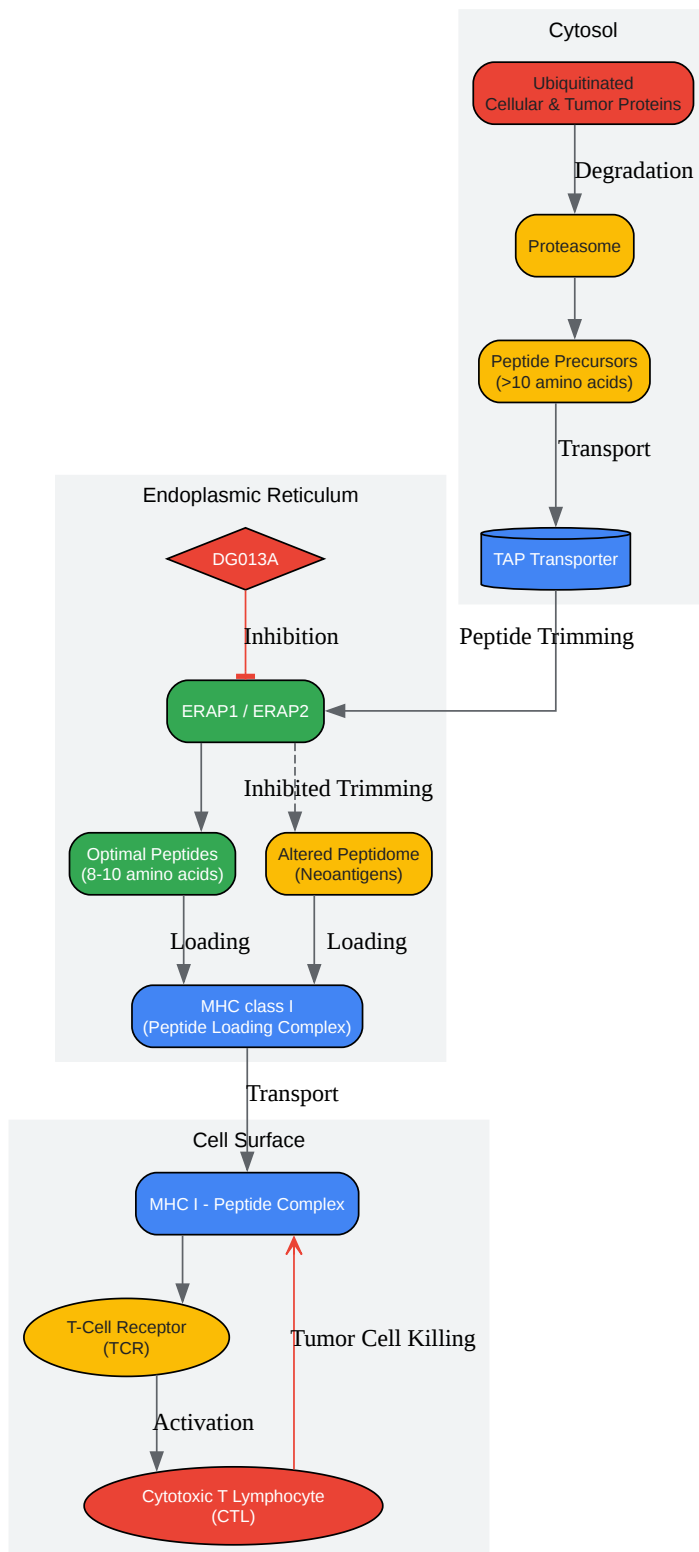 Cytosol
Ubiquitinated
Cellular & Tumor Proteins
Degradation
Proteasome
Peptide Precursors
(>10 amino acids)
Transport
TAP Transporter
Peptide Trimming
Endoplasmic Reticulum
DG013A
Inhibition
ERAP1 / ERAP2
Inhibited Trimming
Optimal Peptides
(8-10 amino acids)
Altered Peptidome
(Neoantigens)
Loading
Loading
MHC class I
(Peptide Loading Complex)
Transport
Cell Surface
MHC I - Peptide Complex
T-Cell Receptor
(TCR)
Tumor Cell Killing
Activation
Cytotoxic T Lymphocyte
(CTL)